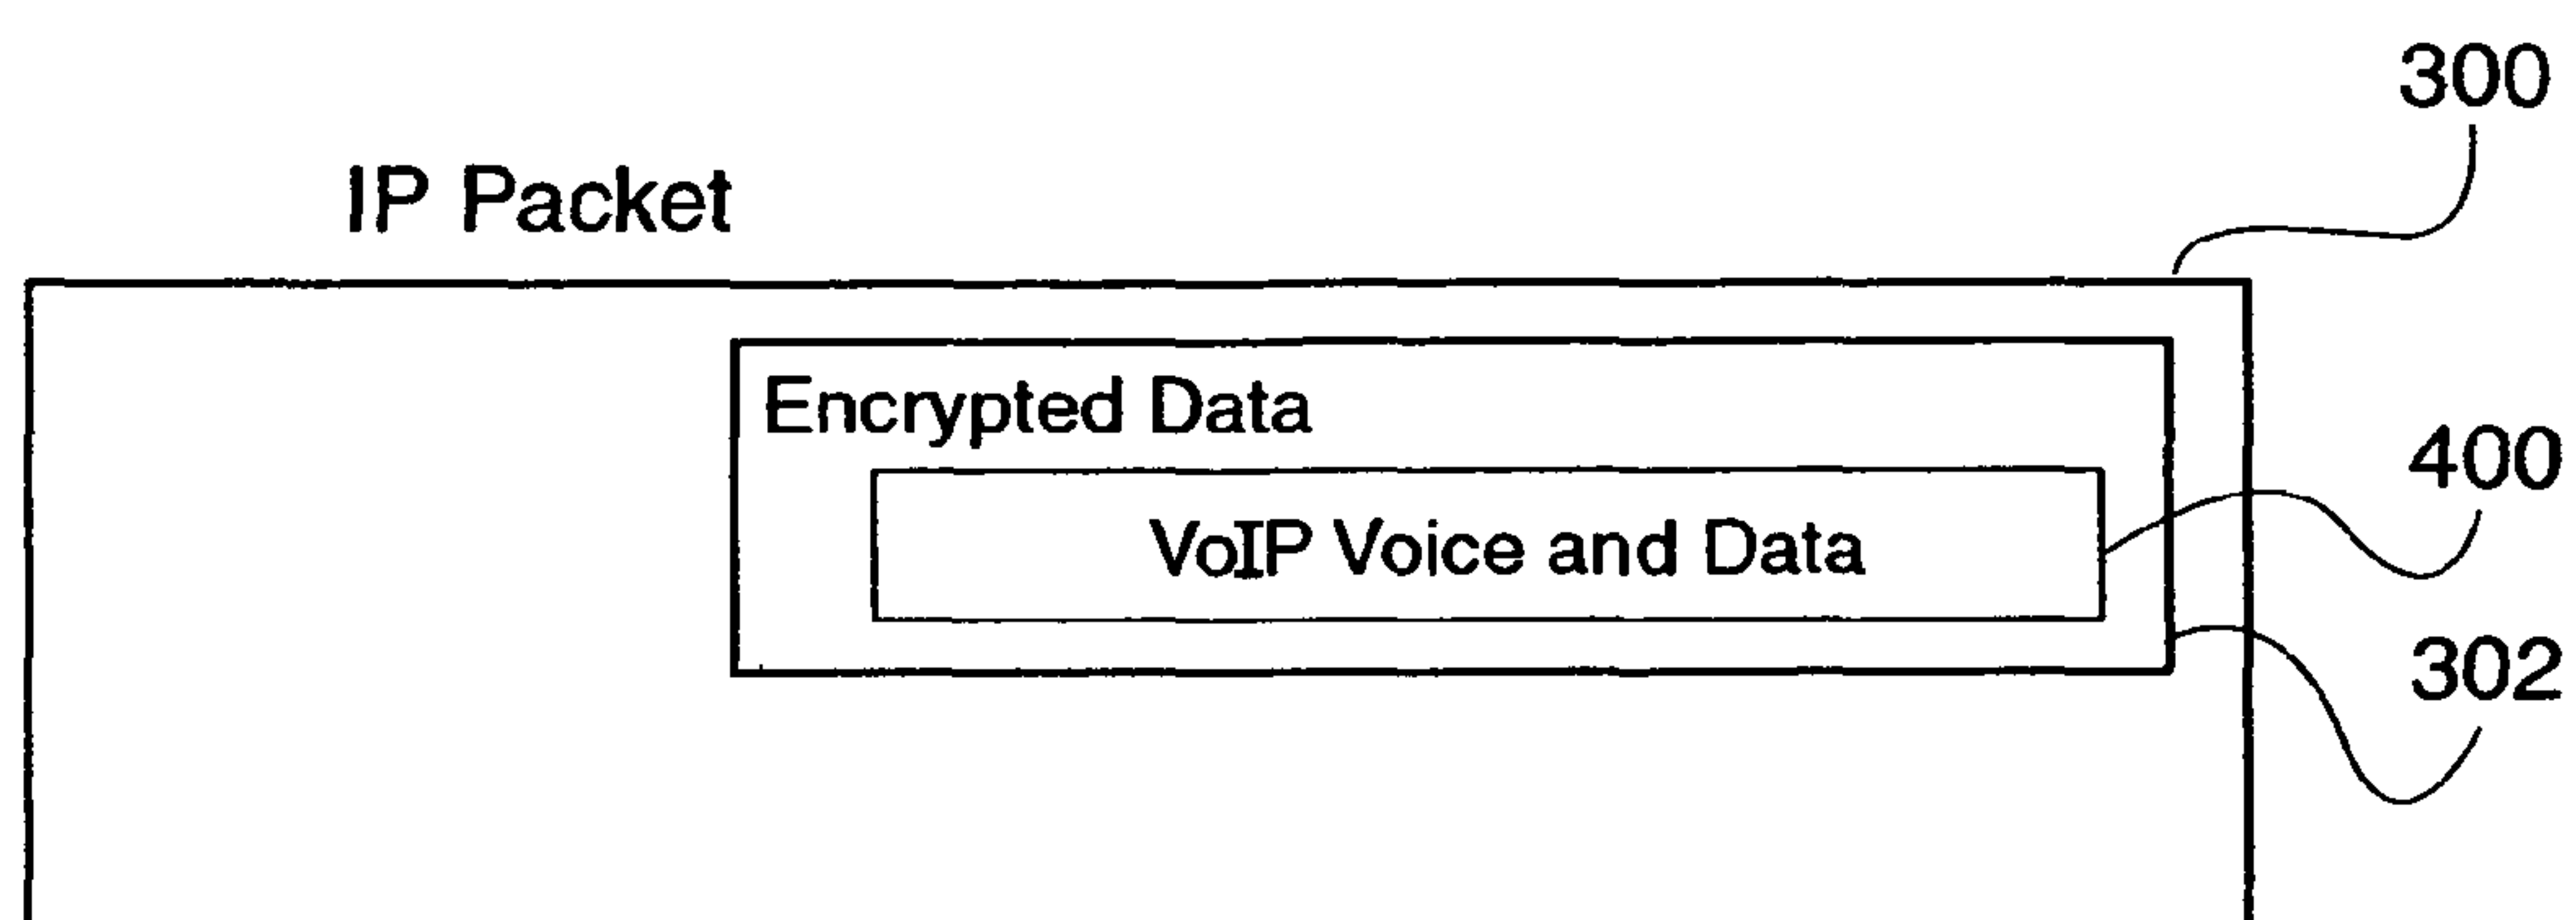 300
IP Packet
Encrypted Data
400
VoIP Voice and Data
302